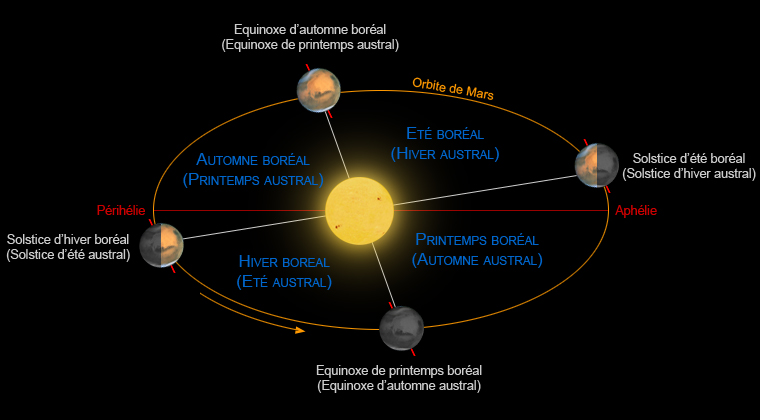 Equinoxe d'automne boréal
(Equinoxe de printemps austral)
Orbite de Mars
Eté boréal
(Hiver austral)
Automne boréal
(Printemps austral)
Solstice d'été boréal
(Solstice d'hiver austral)
Périhélie
Aphélie
Solstice d'hiver boréal
(Solstice d'été austral)
Printemps boréal
(Automne austral)
Hiver boreal
(Eté austral)
Equinoxe de printemps boréal
(Equinoxe d'automne austral)